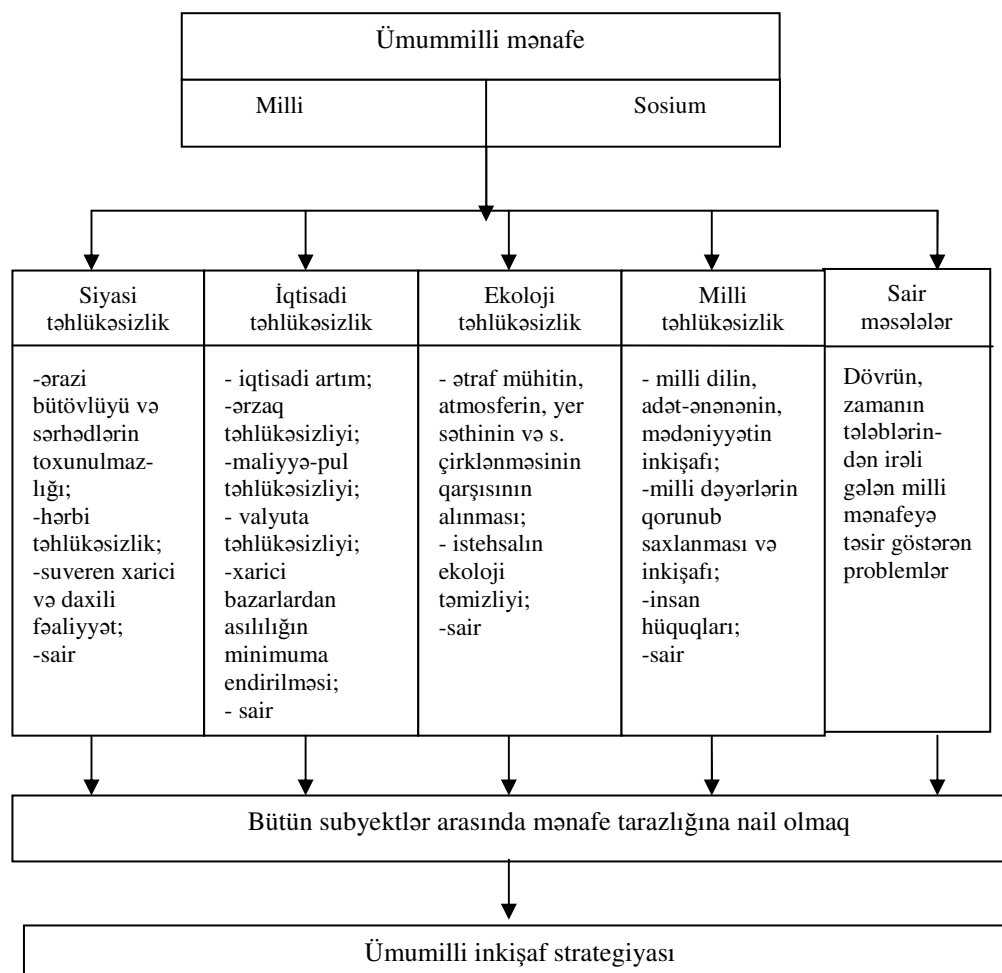 Ümummilli mənafe
Milli
Sosium
Siyasi
təhlükəsizlik
İqtisadi
təhlükəsizlik
Ekoloji
təhlükəsizlik
Milli
təhlükəsizlik
Sair
məsələlər
-ərazi
bütövlüyü və
sərhədlərin
toxunulmaz-
lığı;
-hərbi
təhlükəsizlik;
-suveren xarici
və daxili
fəaliyyət;
-sair
- iqtisadi artım;
-ərzaq
təhlükəsizliyi;
-maliyyə-pul
təhlükəsizliyi;
- valyuta
təhlükəsizliyi;
-xarici
bazarlardan
asılılığın
minimuma
endirilməsi;
- sair
- ətraf mühitin,
atmosferin, yer
səthinin və s.
çirklənməsinin
qarşısının
alınması;
- istehsalın
ekoloji
təmizliyi;
-sair
- milli dilin,
adət-ənənənin,
mədəniyyətin
inkişafı;
-milli dəyərlərin
qorunub
saxlanması və
inkişafı;
-insan
hüquqları;
-sair
Dövrün,
zamanın
tələblərin-
dən irəli
gələn milli
mənafeyə
təsir göstərən
problemlər
Bütün subyektlər arasında mənafe tarazlığına nail olmaq
Ümumilli inkişaf strategiyası